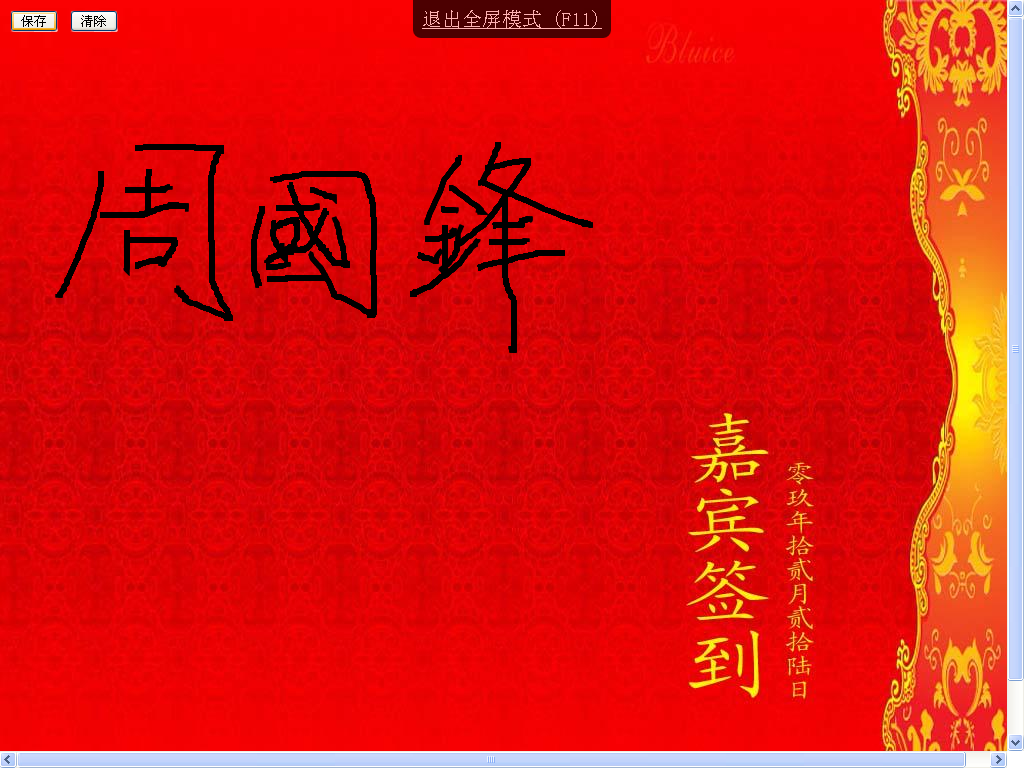 保存 清除
退出全屏模式 (F11)
Bluice
周國鋒
嘉宾签到
零玖年拾贰月贰拾陆日